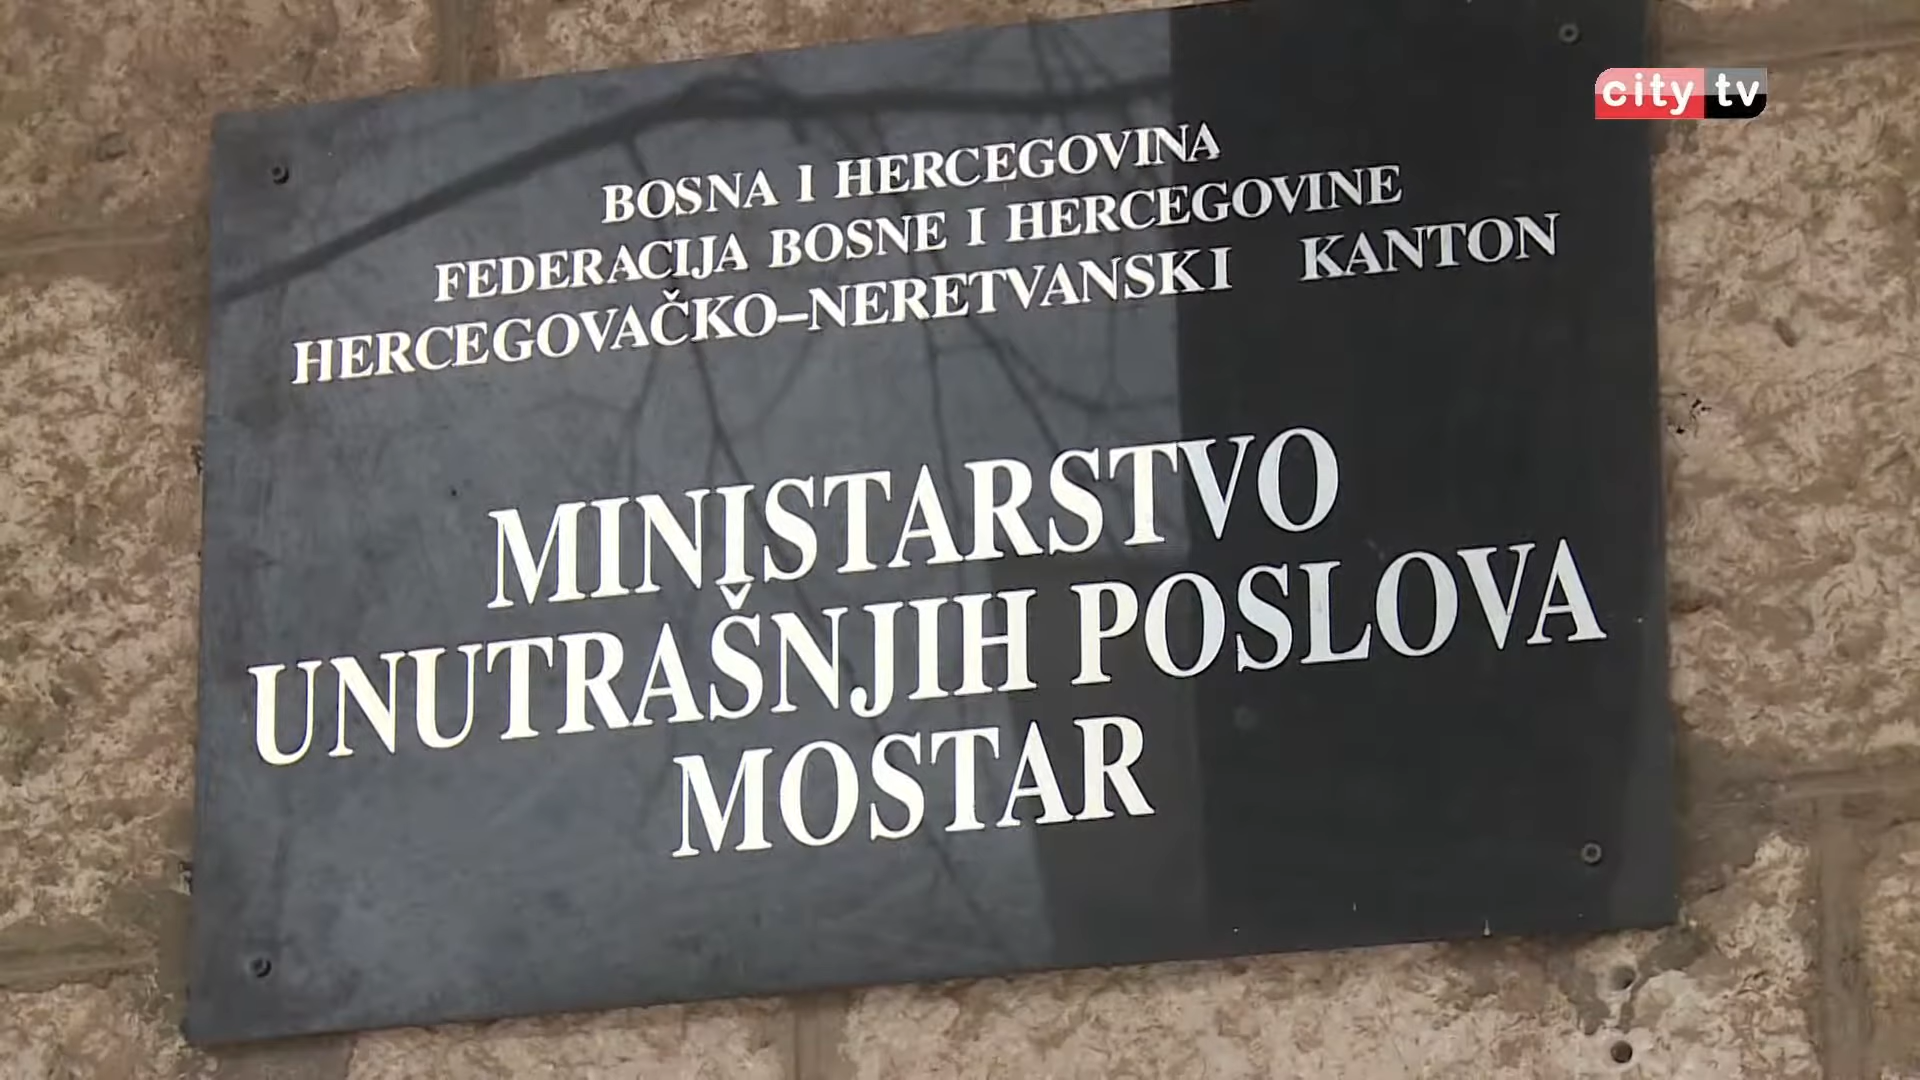 city tv
BOSNA I HERCEGOVINA
FEDERACIJA BOSNE I HERCEGOVINE
HERCEGOVAČKO–NERETVANSKI KANTON
MINISTARSTVO
UNUTRAŠNJIH POSLOVA
MOSTAR